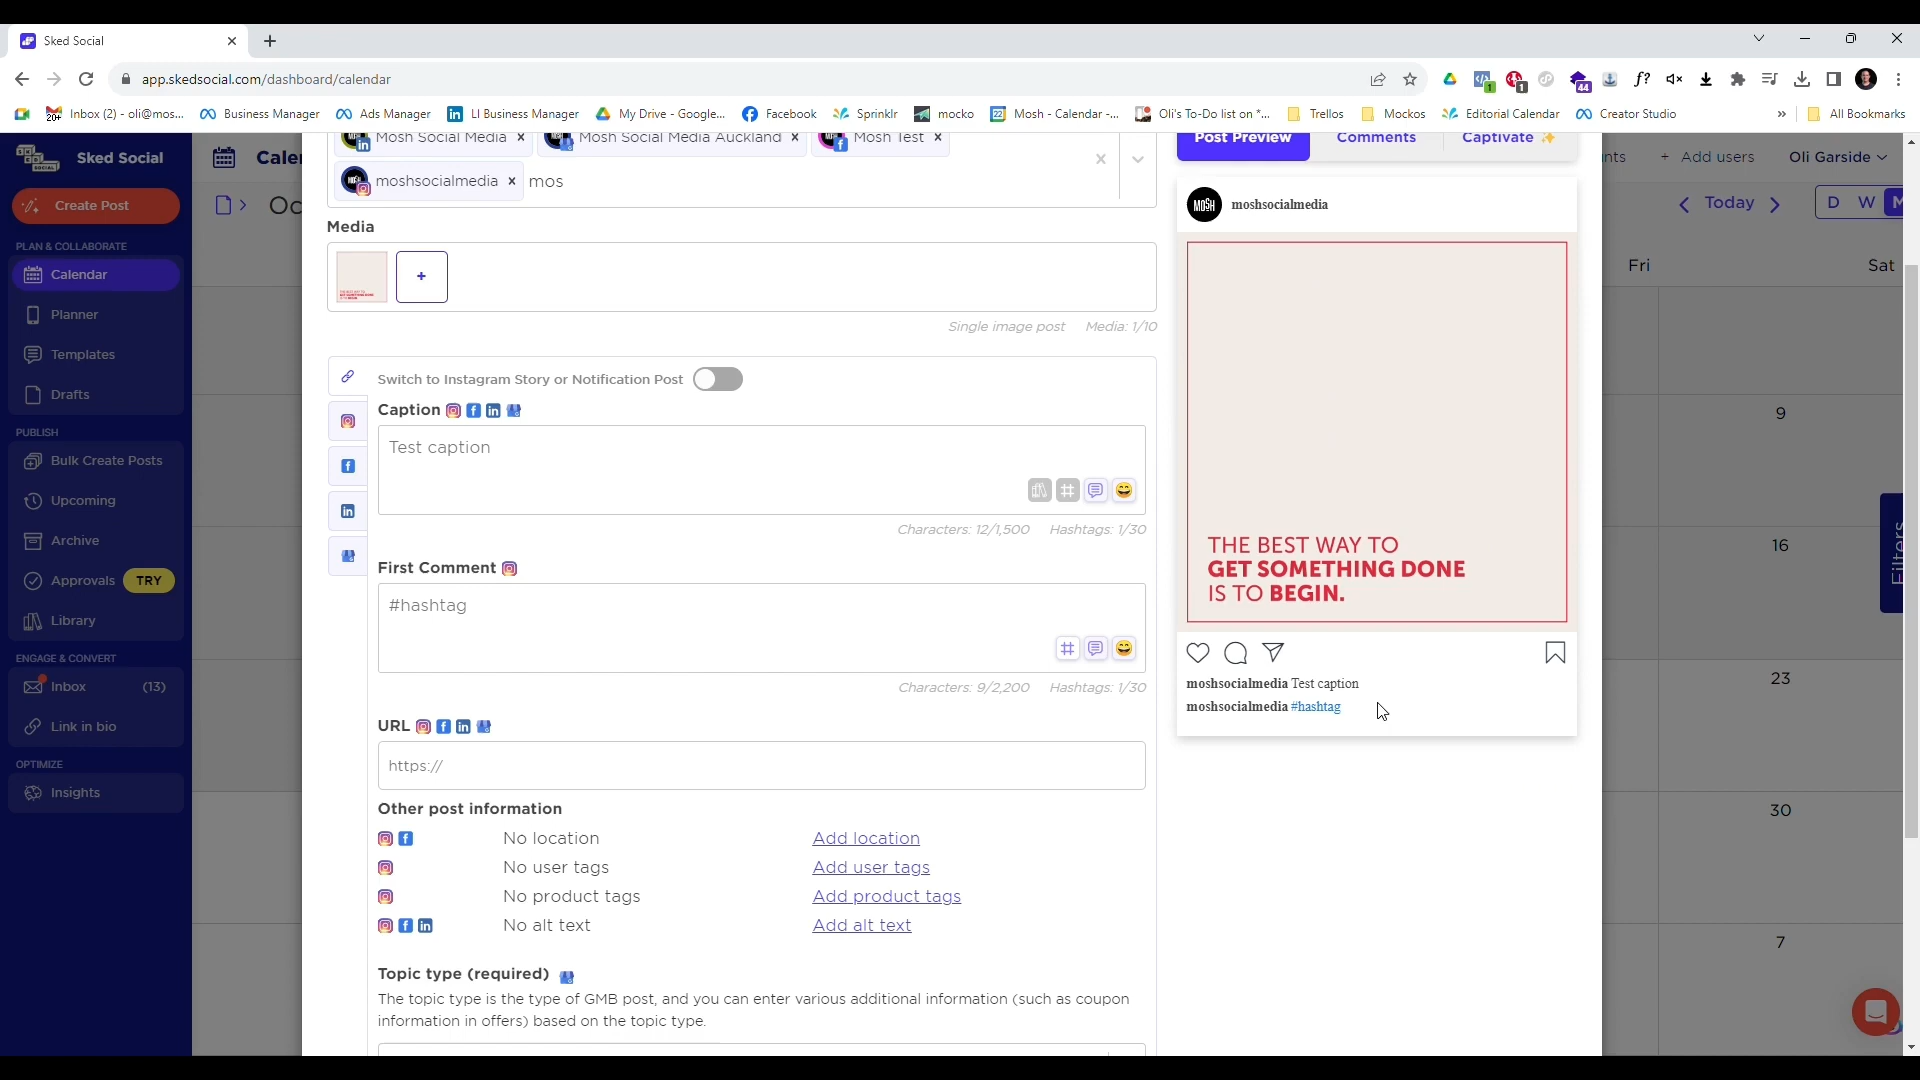 Sked Social
app.skedsocial.com/dashboard/calendar
Inbox (2) - oli@mos...
Business Manager
Ads Manager
LI Business Manager
My Drive - Google...
Facebook
Sprinklr
mocko
Mosh - Calendar -...
Oli's To-Do list on "...
Trellos
Mockos
Editorial Calendar
Creator Studio
»
All Bookmarks
Sked Social
Create Post
PLAN & COLLABORATE
Calendar
Planner
Templates
Drafts
PUBLISH
Bulk Create Posts
Upcoming
Archive
Approvals TRY
Library
ENGAGE & CONVERT
Inbox (13)
Link in bio
OPTIMIZE
Insights
Caler
Oc
Mosh Social Media ×
Mosh Social Media Auckland ×
Mosh Test ×
moshsocialmedia × mos
Media
+
Single image post Media: 1/10
Switch to Instagram Story or Notification Post
Caption
Test caption
Characters: 12/1,500 Hashtags: 1/30
First Comment
#hashtag
Characters: 9/2,200 Hashtags: 1/30
URL
https://
Other post information
No location Add location
No user tags Add user tags
No product tags Add product tags
No alt text Add alt text
Topic type (required)
The topic type is the type of GMB post, and you can enter various additional information (such as coupon
information in offers) based on the topic type.
Post Preview
Comments
Captivate
MOSH
moshsocialmedia
THE BEST WAY TO
GET SOMETHING DONE
IS TO BEGIN.
moshsocialmedia Test caption
moshsocialmedia #hashtag
nts
+ Add users
Oli Garside
Today
D W M
Fri
Sat
9
16
23
30
7
Filters